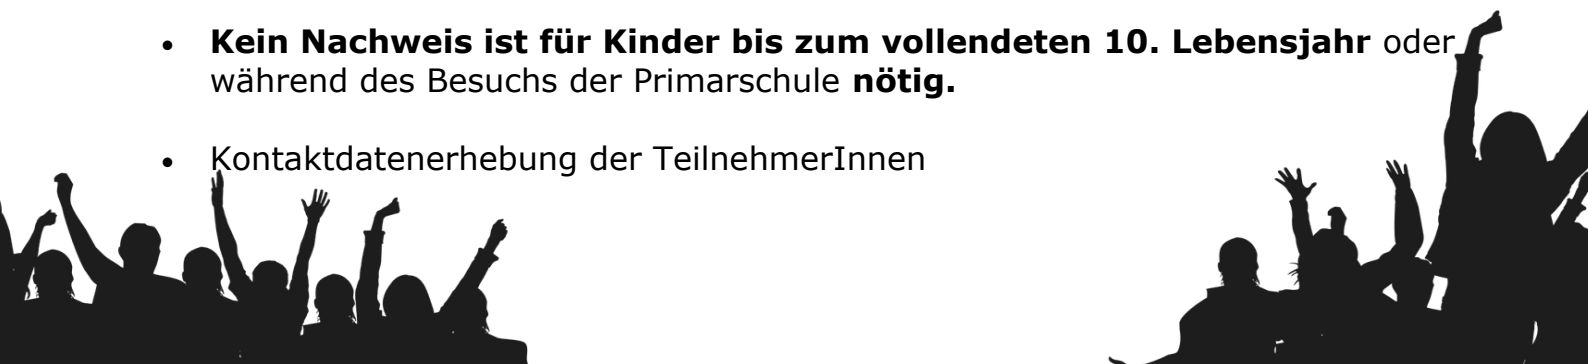 • Kein Nachweis ist für Kinder bis zum vollendeten 10. Lebensjahr oder
während des Besuchs der Primarschule nötig.
• Kontaktdatenerhebung der TeilnehmerInnen